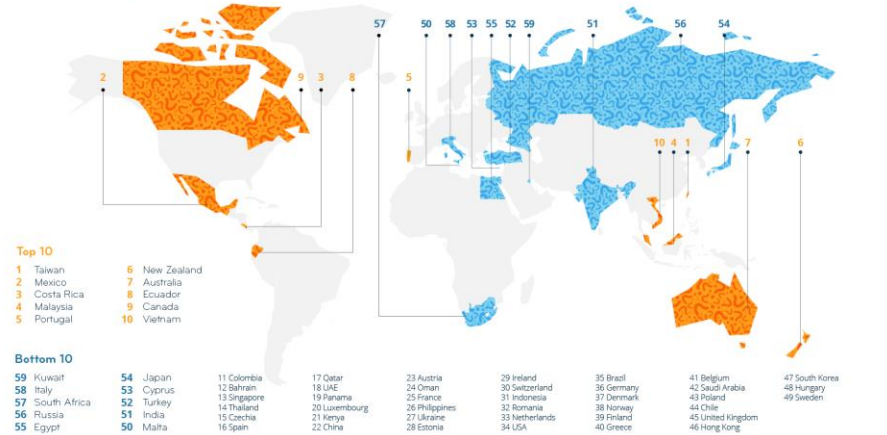 57 50 58 53 55 52 59 51 56 54
2 9 3 8 5
10 4 1 7 6
Top 10
1 Taiwan
2 Mexico
3 Costa Rica
4 Malaysia
5 Portugal
6 New Zealand
7 Australia
8 Ecuador
9 Canada
10 Vietnam
Bottom 10
59 Kuwait
58 Italy
57 South Africa
56 Russia
55 Egypt
54 Japan
53 Cyprus
52 Turkey
51 India
50 Malta
11 Colombia
12 Bahrain
13 Singapore
14 Thailand
15 Czechia
16 Spain
17 Qatar
18 UAE
19 Panama
20 Luxembourg
21 Kenya
22 China
23 Austria
24 Oman
25 France
26 Philippines
27 Ukraine
28 Estonia
29 Ireland
30 Switzerland
31 Indonesia
32 Romania
33 Netherlands
34 USA
35 Brazil
36 Germany
37 Denmark
38 Norway
39 Finland
40 Greece
41 Belgium
42 Saudi Arabia
43 Poland
44 Chile
45 United Kingdom
46 Hong Kong
47 South Korea
48 Hungary
49 Sweden